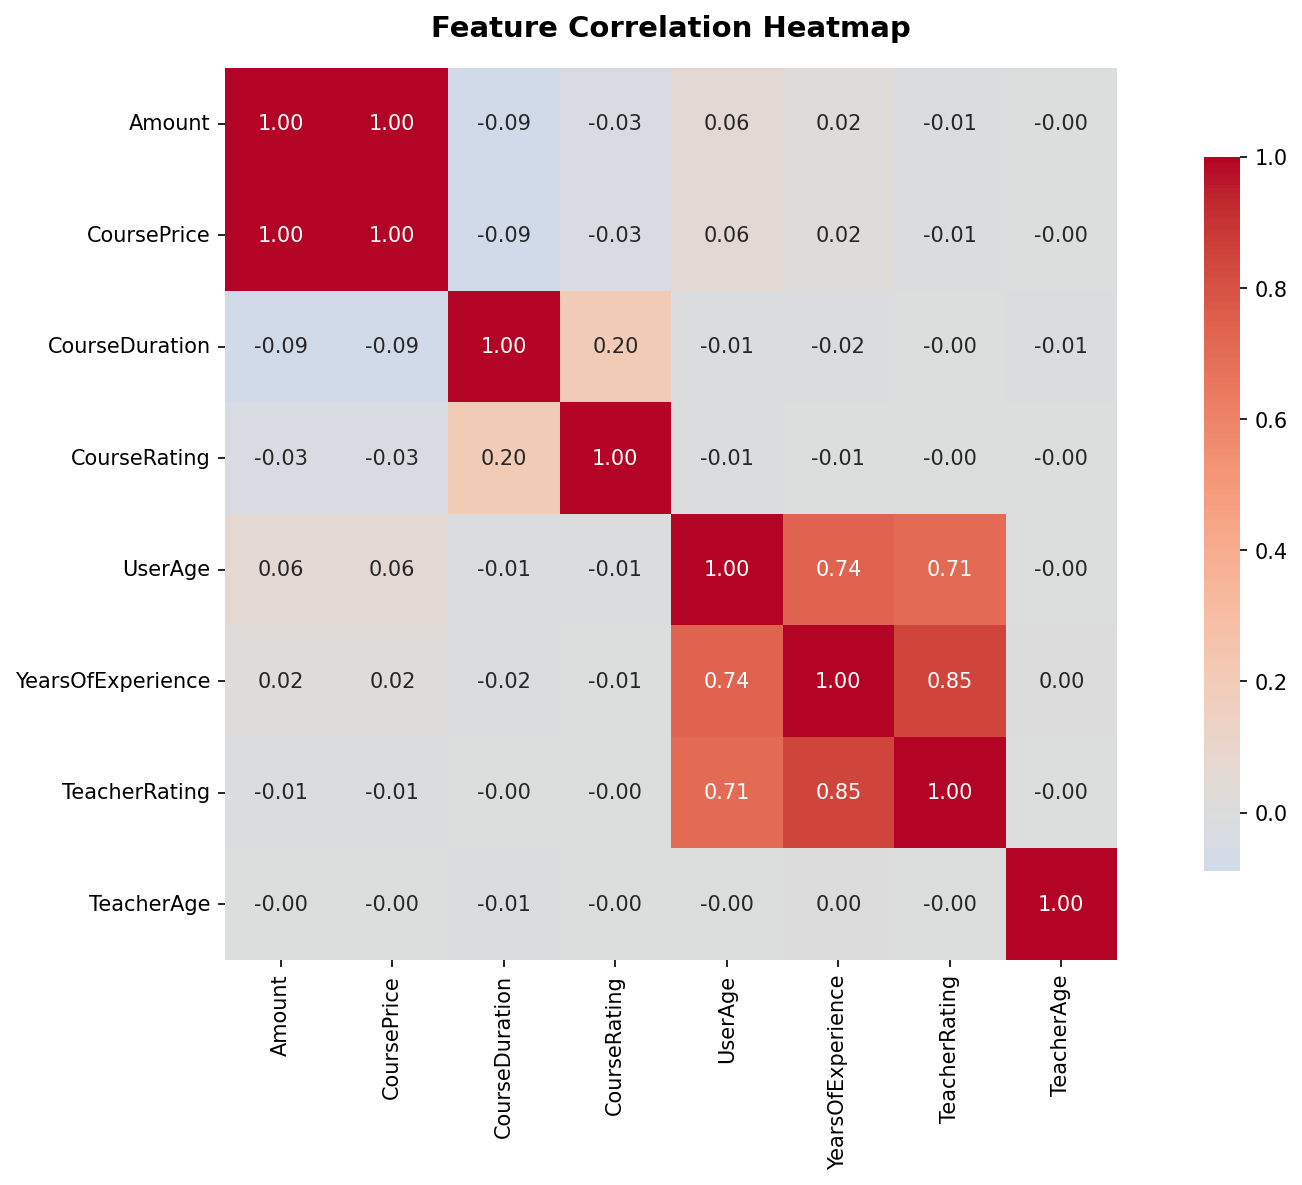 Feature Correlation Heatmap
Amount 1.00 1.00 -0.09 -0.03 0.06 0.02 -0.01 -0.00
CoursePrice 1.00 1.00 -0.09 -0.03 0.06 0.02 -0.01 -0.00
CourseDuration -0.09 -0.09 1.00 0.20 -0.01 -0.02 -0.00 -0.01
CourseRating -0.03 -0.03 0.20 1.00 -0.01 -0.01 -0.00 -0.00
UserAge 0.06 0.06 -0.01 -0.01 1.00 0.74 0.71 -0.00
YearsOfExperience 0.02 0.02 -0.02 -0.01 0.74 1.00 0.85 0.00
TeacherRating -0.01 -0.01 -0.00 -0.00 0.71 0.85 1.00 -0.00
TeacherAge -0.00 -0.00 -0.01 -0.00 -0.00 0.00 -0.00 1.00
Amount
CoursePrice
CourseDuration
CourseRating
UserAge
YearsOfExperience
TeacherRating
TeacherAge
1.0
0.8
0.6
0.4
0.2
0.0